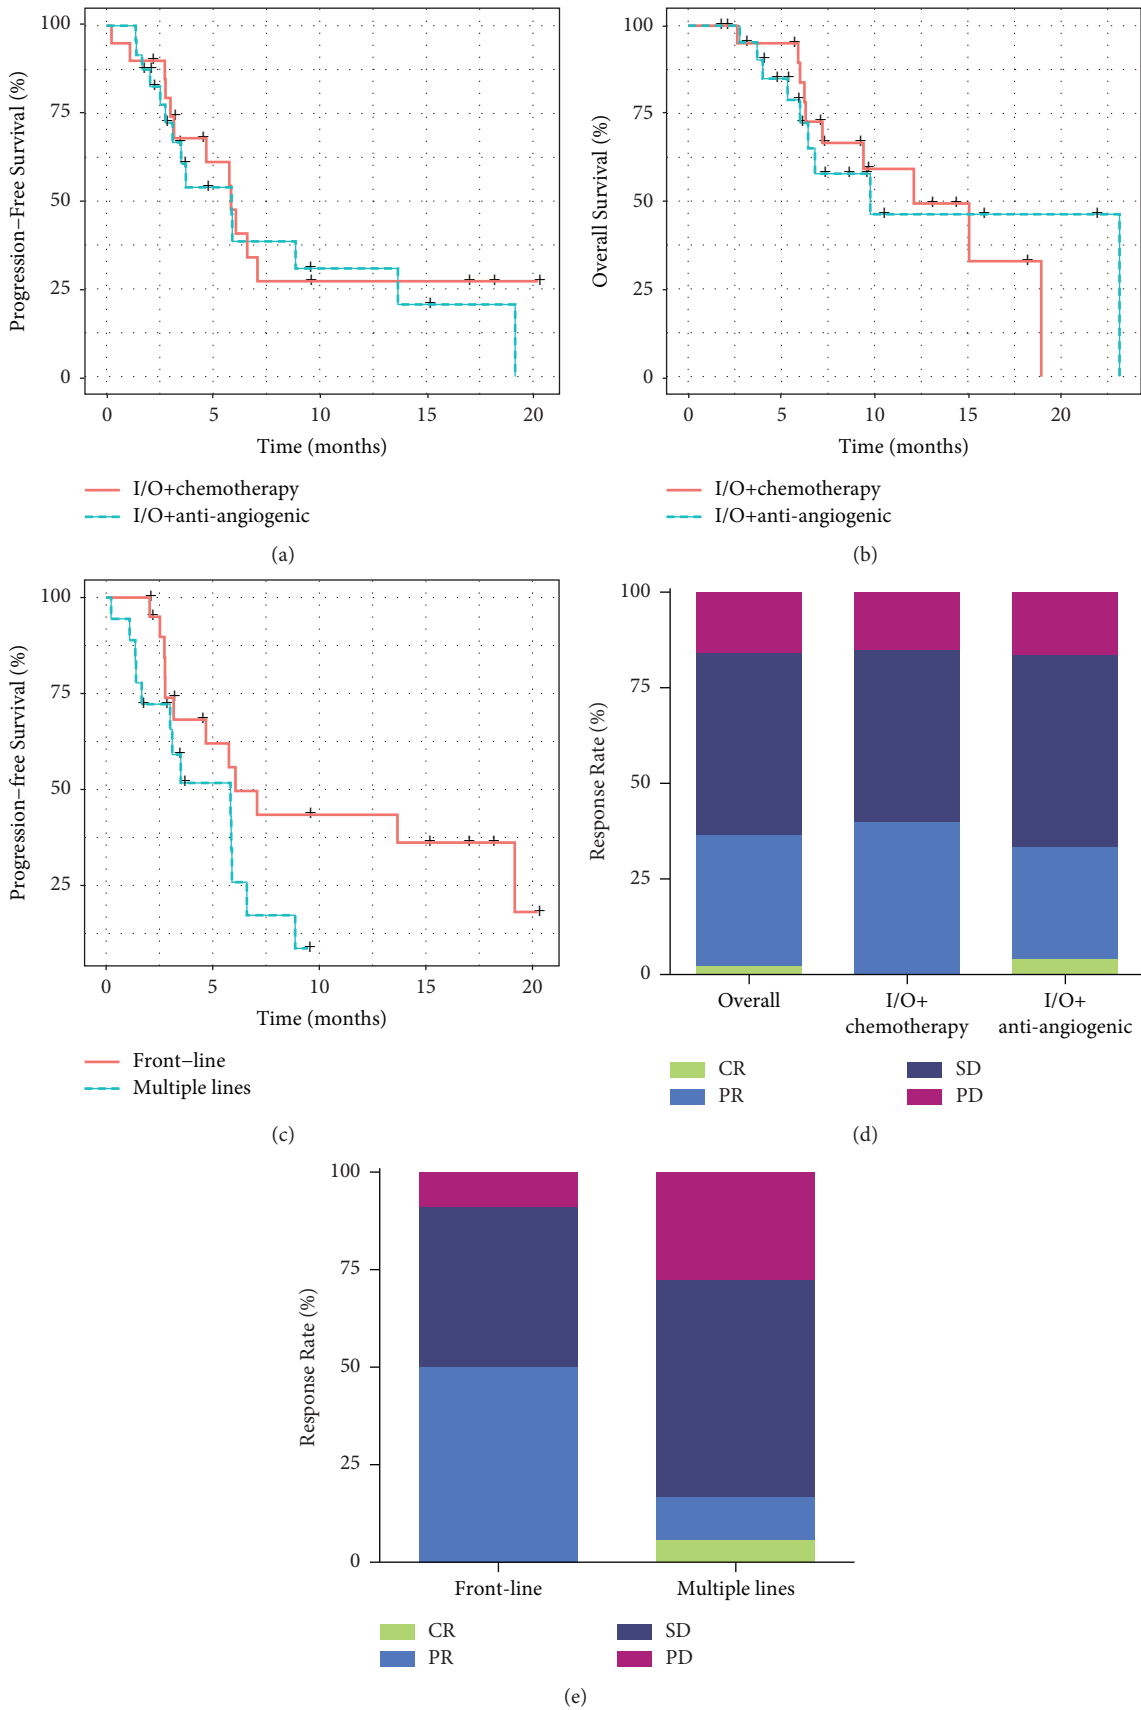 Progression–Free Survival (%)
100
75
50
25
0
0 5 10 15 20
Time (months)
I/O+chemotherapy
I/O+anti-angiogenic
(a)
Overall Survival (%)
100
75
50
25
0
0 5 10 15 20
Time (months)
I/O+chemotherapy
I/O+anti-angiogenic
(b)
Progression–free Survival (%)
100
75
50
25
0 5 10 15 20
Time (months)
Front–line
Multiple lines
(c)
Response Rate (%)
100
75
50
25
0
Overall
I/O+
chemotherapy
I/O+
anti-angiogenic
CR
PR
SD
PD
(d)
Response Rate (%)
100
75
50
25
0
Front-line
Multiple lines
CR
PR
SD
PD
(e)